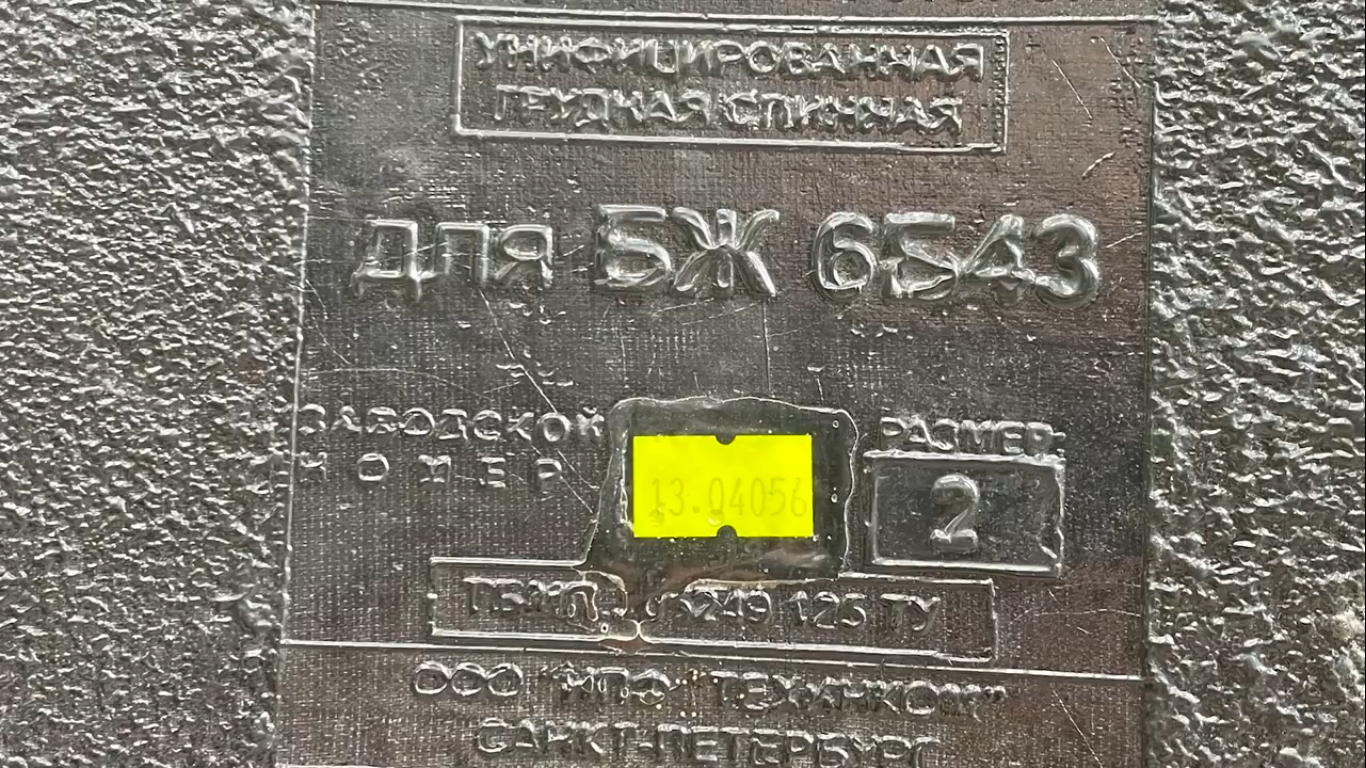 УНИФИЦИРОВАННАЯ
ГРУДНАЯ СПИННАЯ
ДЛЯ БЖ 6Б43
ЗАВОДСКОЙ
НОМЕР
13.04056
РАЗМЕР:
2
125 ТУ
ООО "НПФ" ТЕХИНКОМ"
САНКТ-ПЕТЕРБУРГ